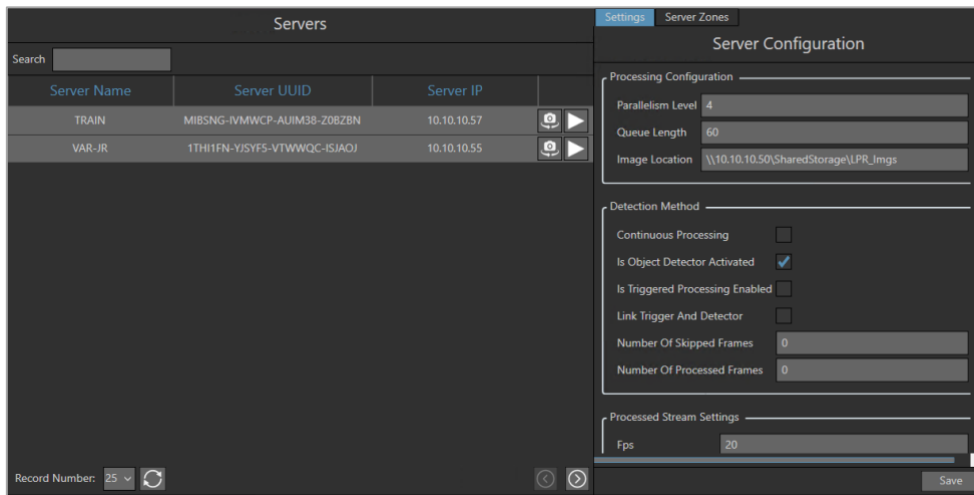 Servers
Search
Server Name Server UUID Server IP
TRAIN MIBSNG-IVMWCP-AUIM38-Z0BZBN 10.10.10.57
VAR-JR 1THI1FN-YJSYF5-VTWWQC-ISJAOJ 10.10.10.55
Record Number: 25
Settings Server Zones
Server Configuration
Processing Configuration
Parallelism Level 4
Queue Length 60
Image Location \\10.10.10.50\SharedStorage\LPR_Imgs
Detection Method
Continuous Processing
Is Object Detector Activated
Is Triggered Processing Enabled
Link Trigger And Detector
Number Of Skipped Frames 0
Number Of Processed Frames 0
Processed Stream Settings
Fps 20
Save